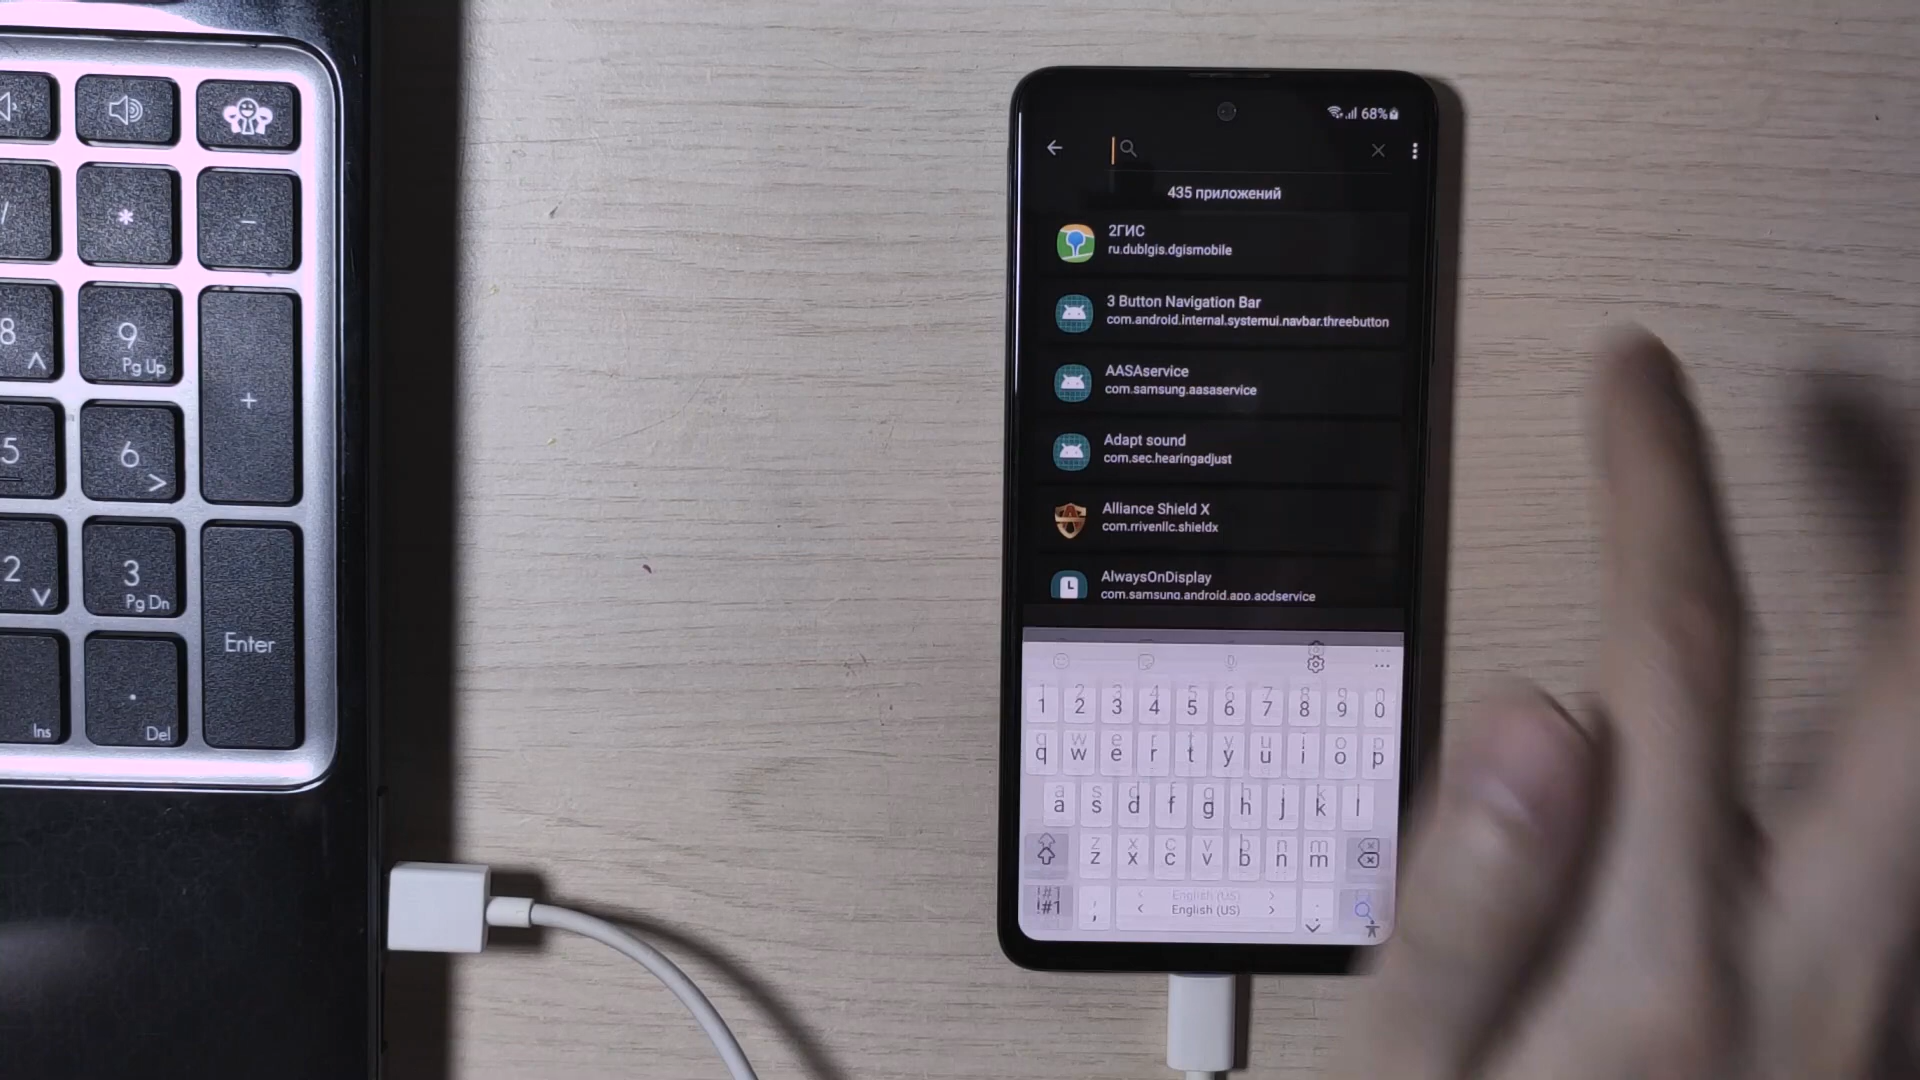 /
*
-
8
9
Pg Up
+
5
6
2
3
Pg Dn
Enter
Ins
.
Del
68%
435 приложений
2ГИС
ru.dublgis.dgismobile
3 Button Navigation Bar
com.android.internal.systemui.navbar.threebutton
AASAservice
com.samsung.aasaservice
Adapt sound
com.sec.hearingadjust
Alliance Shield X
com.rrivenllc.shieldx
AlwaysOnDisplay
com.samsung.android.app.aodservice
1 2 3 4 5 6 7 8 9 0
q w e r t y u i o p
a s d f g h j k l
z x c v b n m
!#1 , < English (US) > .